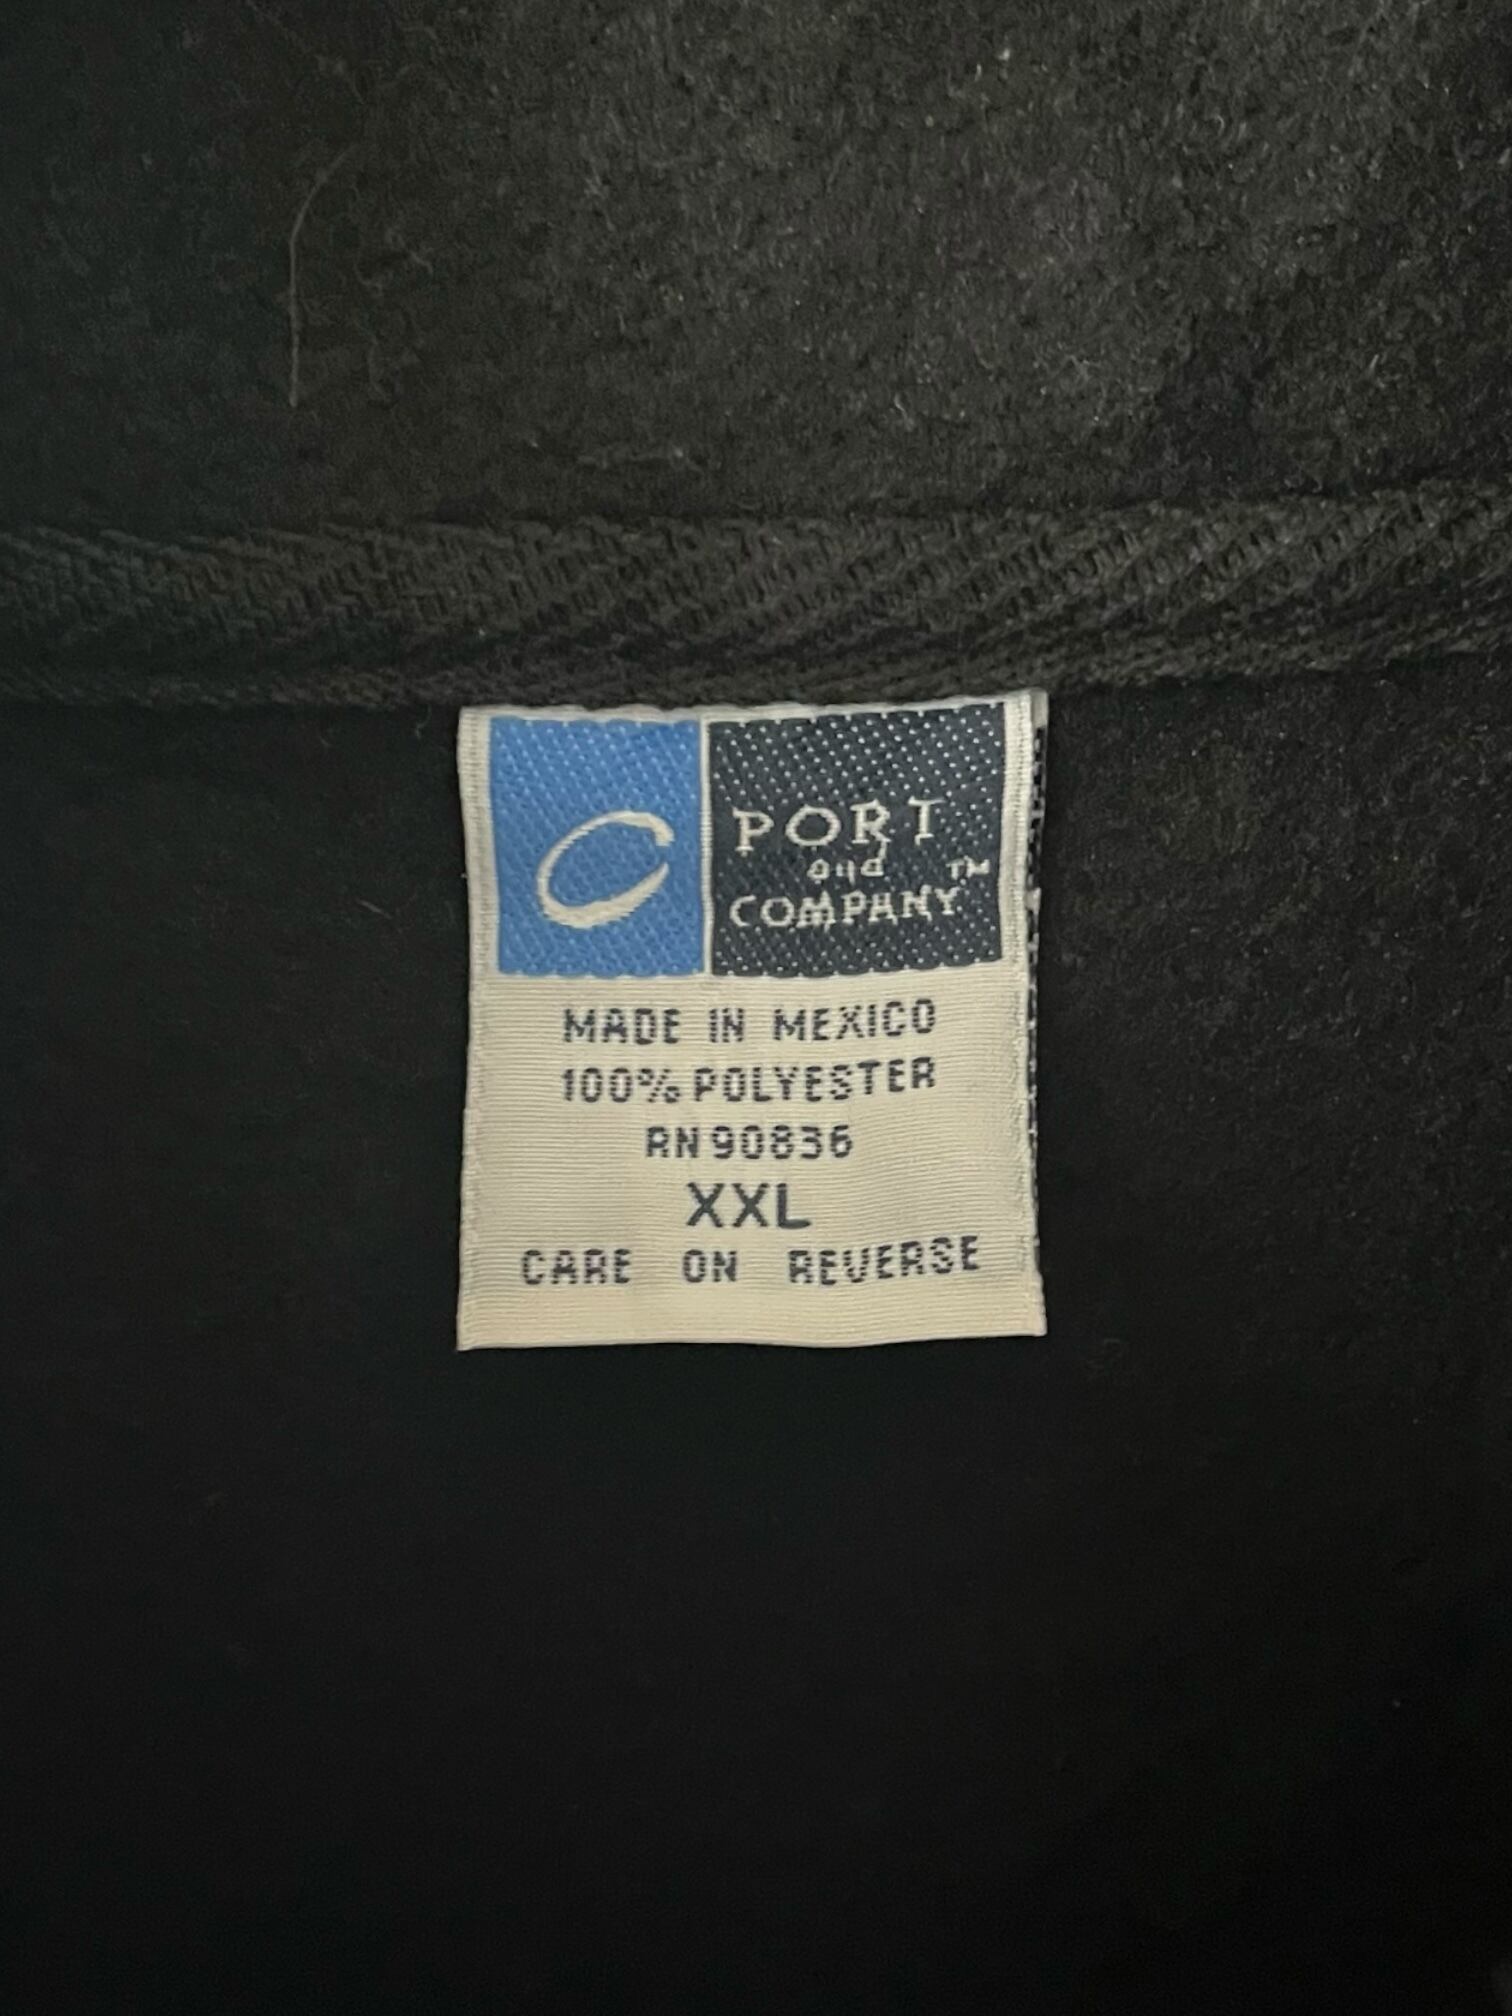 PORT
and ™
COMPANY
MADE IN MEXICO
100% POLYESTER
RN 90836
XXL
CARE ON REVERSE